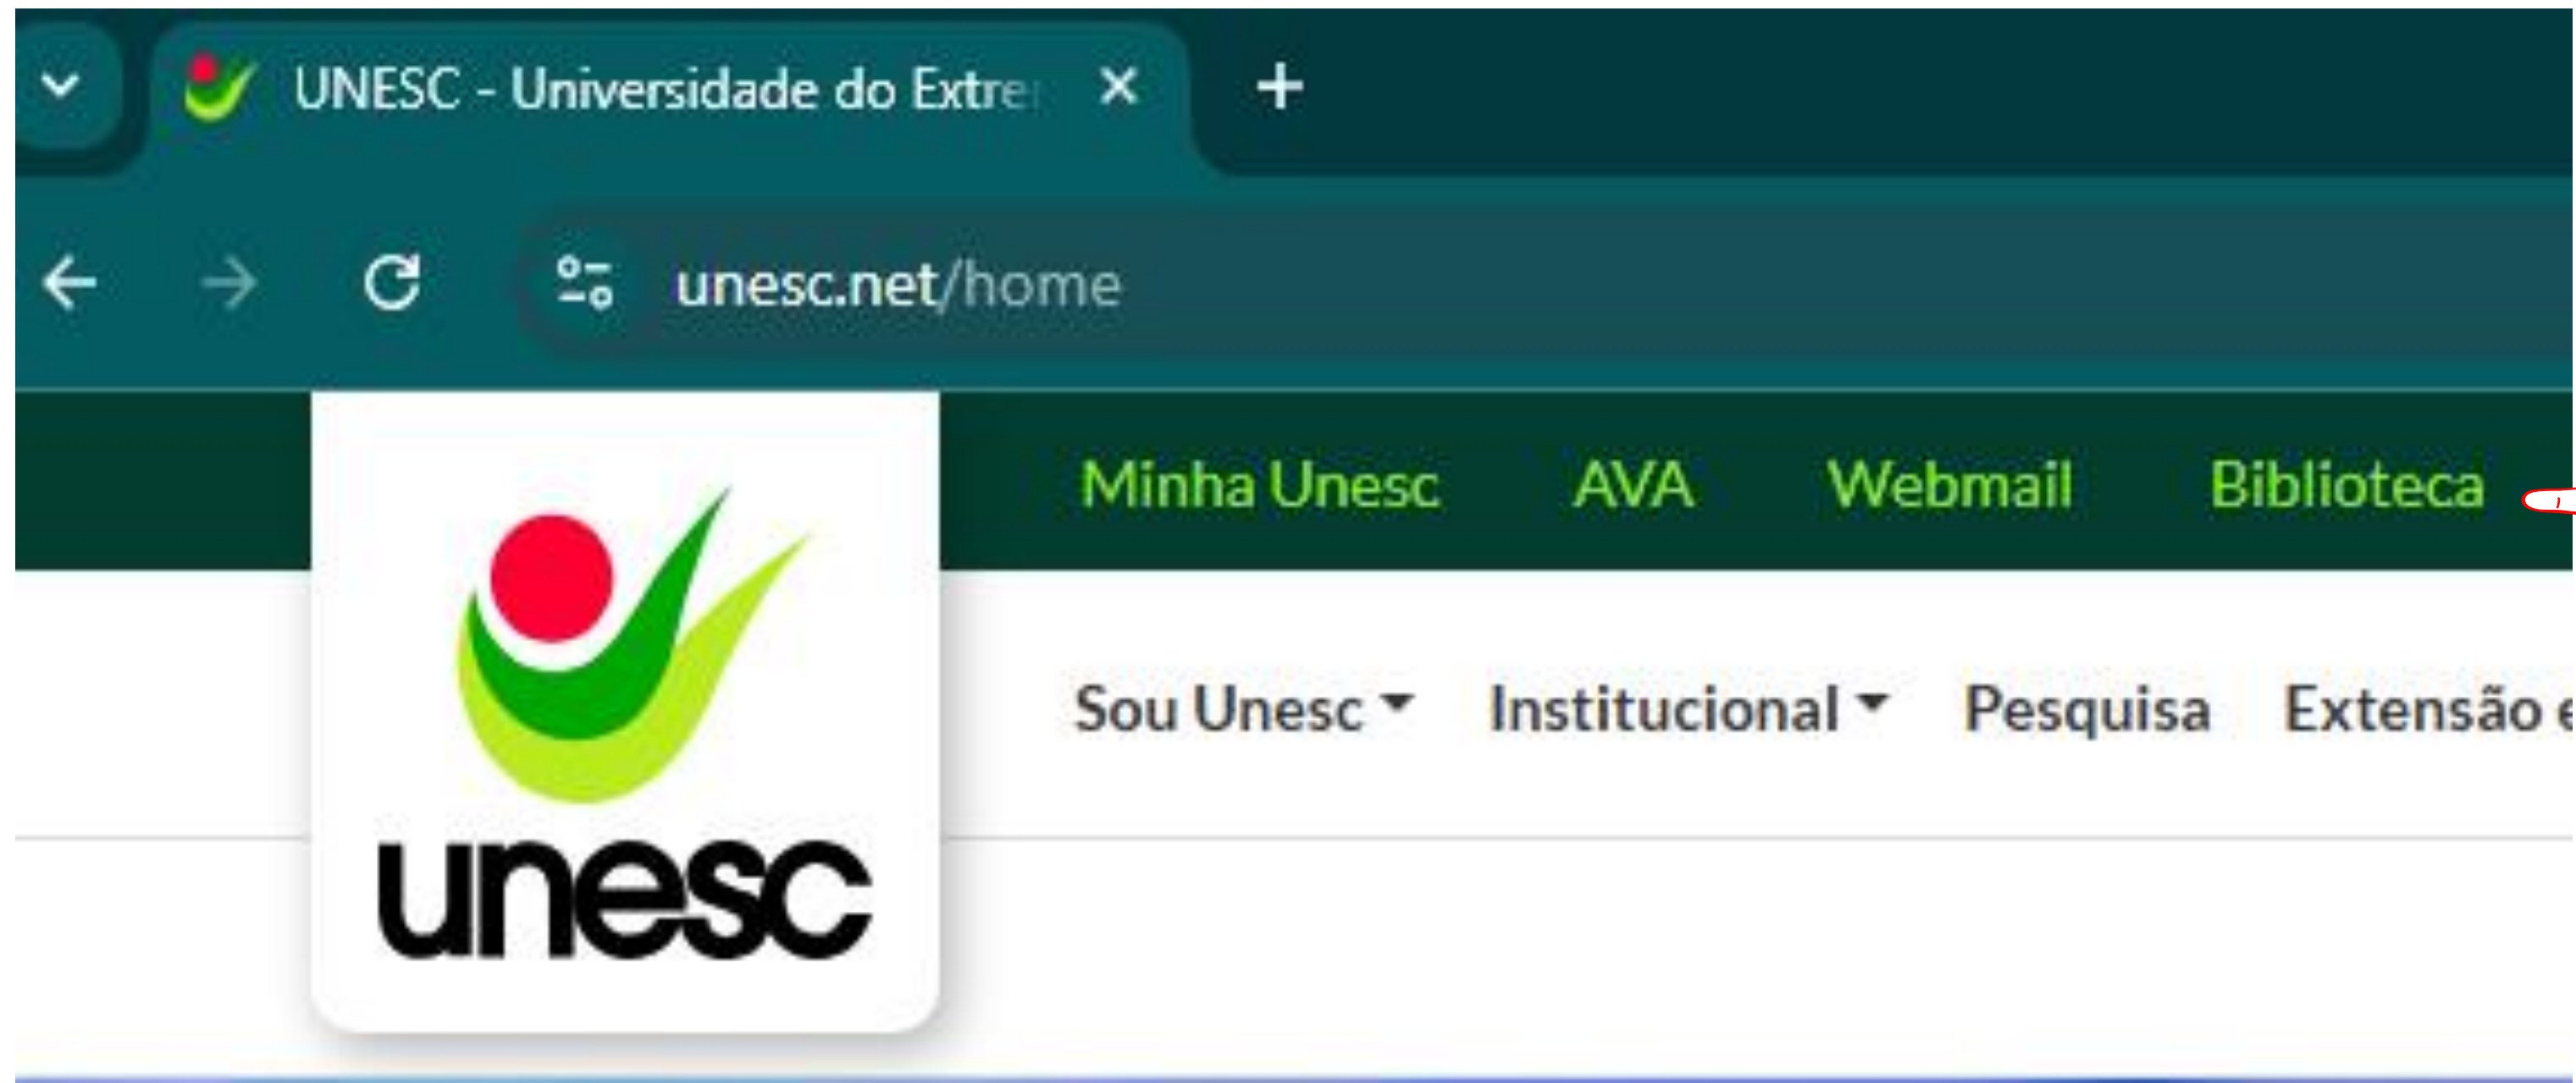 UNESC - Universidade do Extre
unesc.net/home
Minha Unesc AVA Webmail Biblioteca
Sou Unesc Institucional Pesquisa Extensão e
unesc